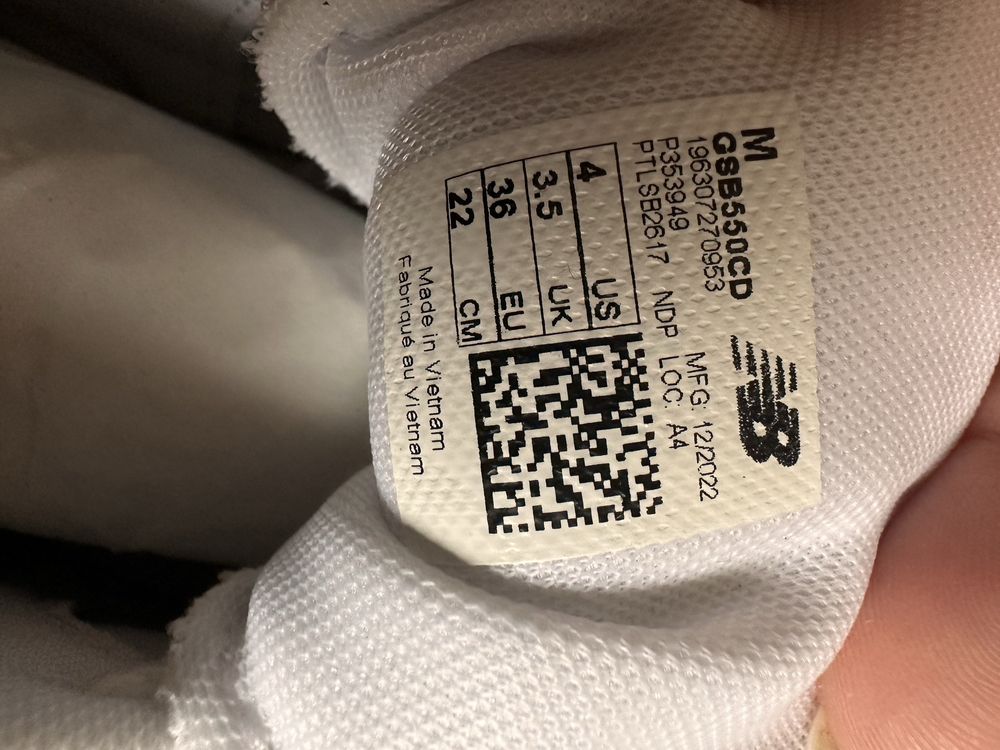 M
GSB550CD
196307270953
P353949
PTLSB2617 NDP
MFG: 12/2022
LOC: A4
NB
4 US
3.5 UK
36 EU
22 CM
Made in Vietnam
Fabriqué au Vietnam